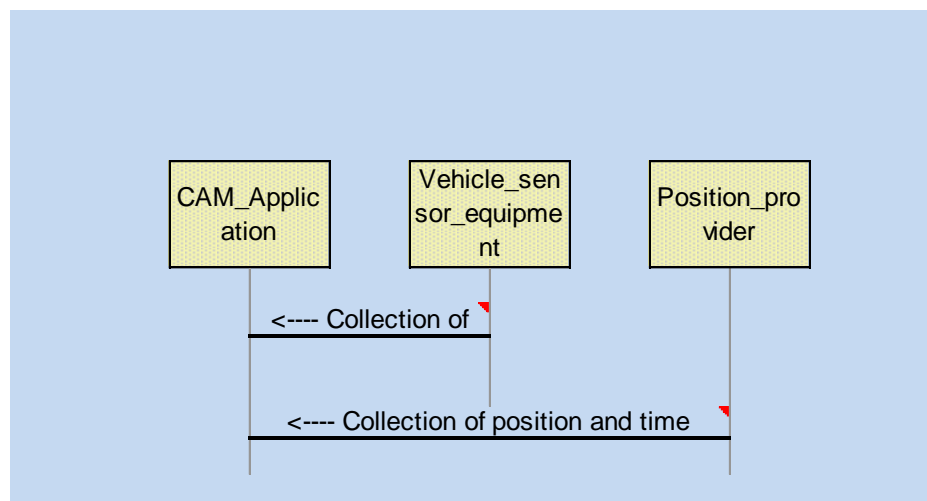 CAM_Applic
ation
Vehicle_sen
sor_equipme
nt
Position_pro
vider
<---- Collection of
<---- Collection of position and time